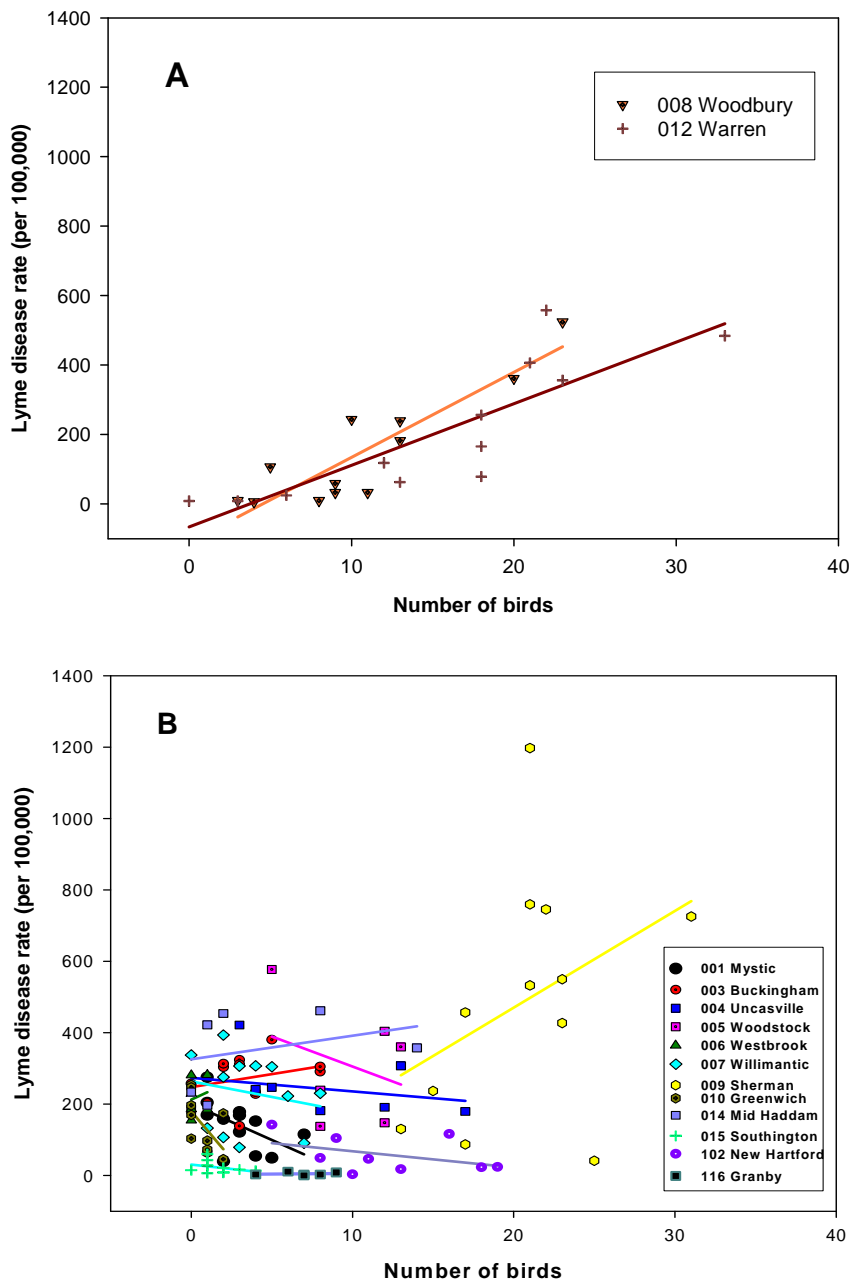 1400
A
1200
008 Woodbury
012 Warren
1000
800
600
400
200
0
Lyme disease rate (per 100,000)
0 10 20 30 40
Number of birds
1400
B
1200
1000
800
600
400
200
0
Lyme disease rate (per 100,000)
001 Mystic
003 Buckingham
004 Uncasville
005 Woodstock
006 Westbrook
007 Willimantic
009 Sherman
010 Greenwich
014 Mid Haddam
015 Southington
102 New Hartford
116 Granby
0 10 20 30 40
Number of birds